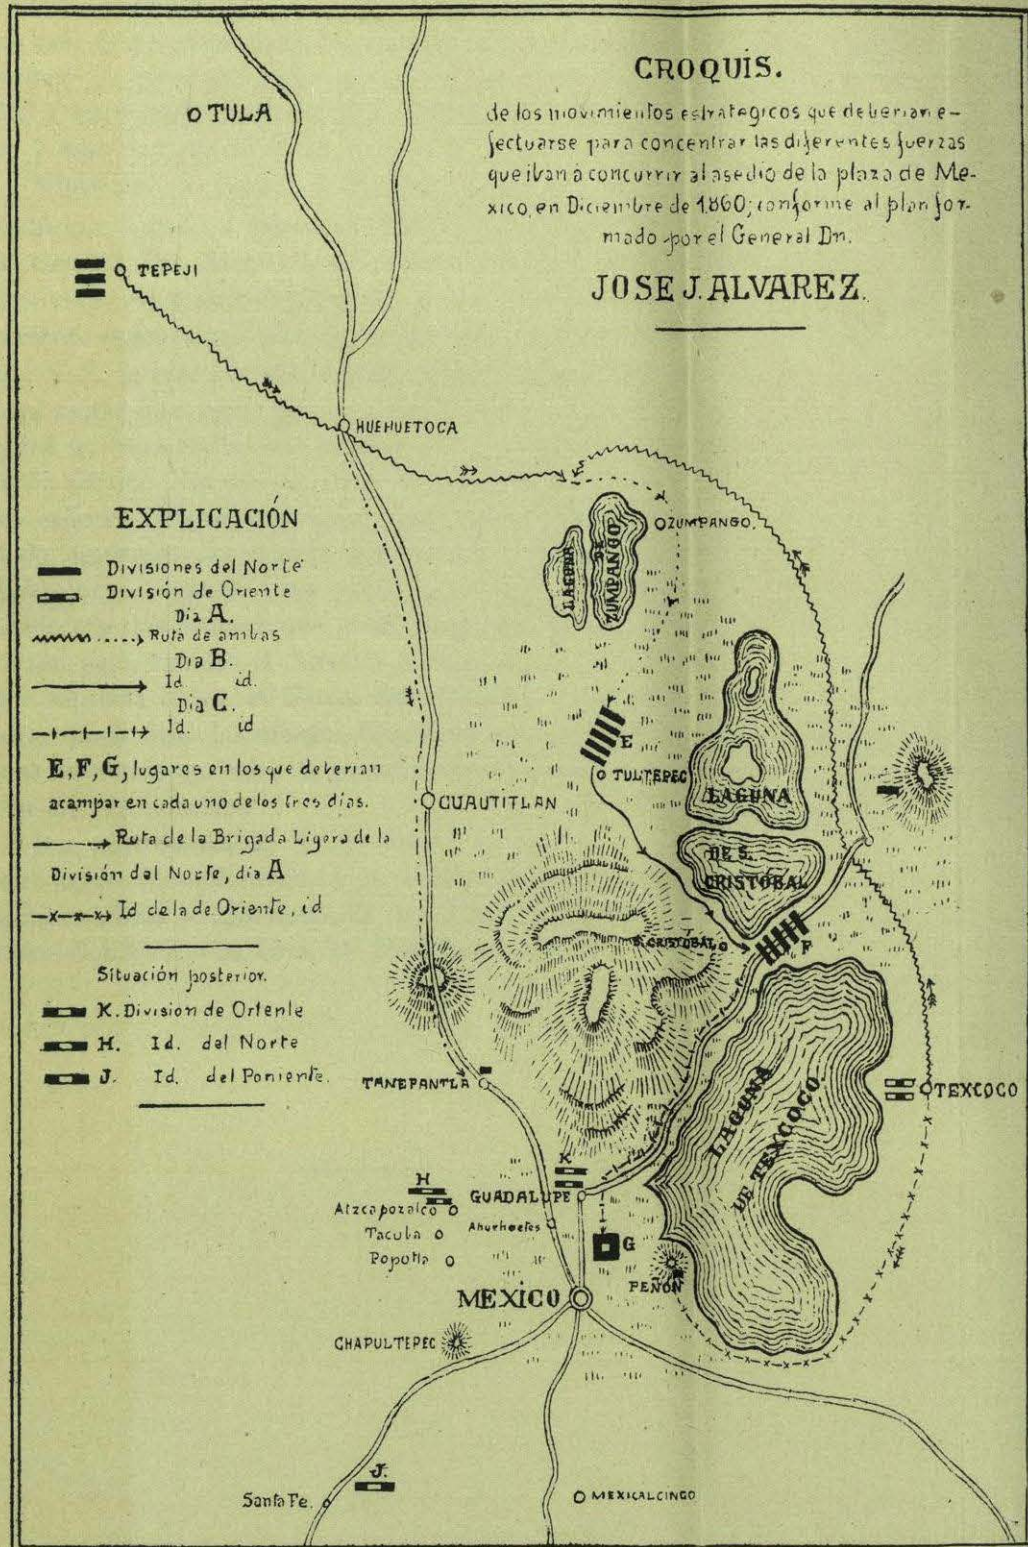 CROQUIS.
de los movimientos estrategicos que deberian e-
fectuarse para concentrar las diferentes fuerzas
que iban á concurrir al asedio de la plaza de Me-
xico, en Diciembre de 1860; conforme al plan for-
mado por el General Dn.
JOSE J. ALVAREZ.
TULA
TEPEJI
HUEHUETOCA
EXPLICACIÓN
Divisiones del Norte
División de Oriente
Dia A.
Ruta de ambas
Dia B.
Id. id.
Dia C.
Id. id
E, F, G, lugares en los que deberian
acampar en cada uno de los tres días.
Ruta de la Brigada Ligera de la
División del Norte, día A
Id de la de Oriente, id
Situación posterior.
K. Division de Oriente
H. Id. del Norte
J. Id. del Poniente.
ZUMPANGO.
LAGUNA
DE
ZUMPANGO
E
TULTEPEC
LAGUNA
DE S.
CRISTÓBAL
CUAUTITLAN
S. CRISTÓBAL
F
TANEPANTLA
LAGUNA
DE TEXCOCO.
TEXCOCO
K
H
GUADALUPE
Atzcapozalco
Ahuehuetes
Tacuba
Popotla
G
PEÑON
MEXICO
CHAPULTEPEC
J.
Santa Fe.
MEXICALCINGO